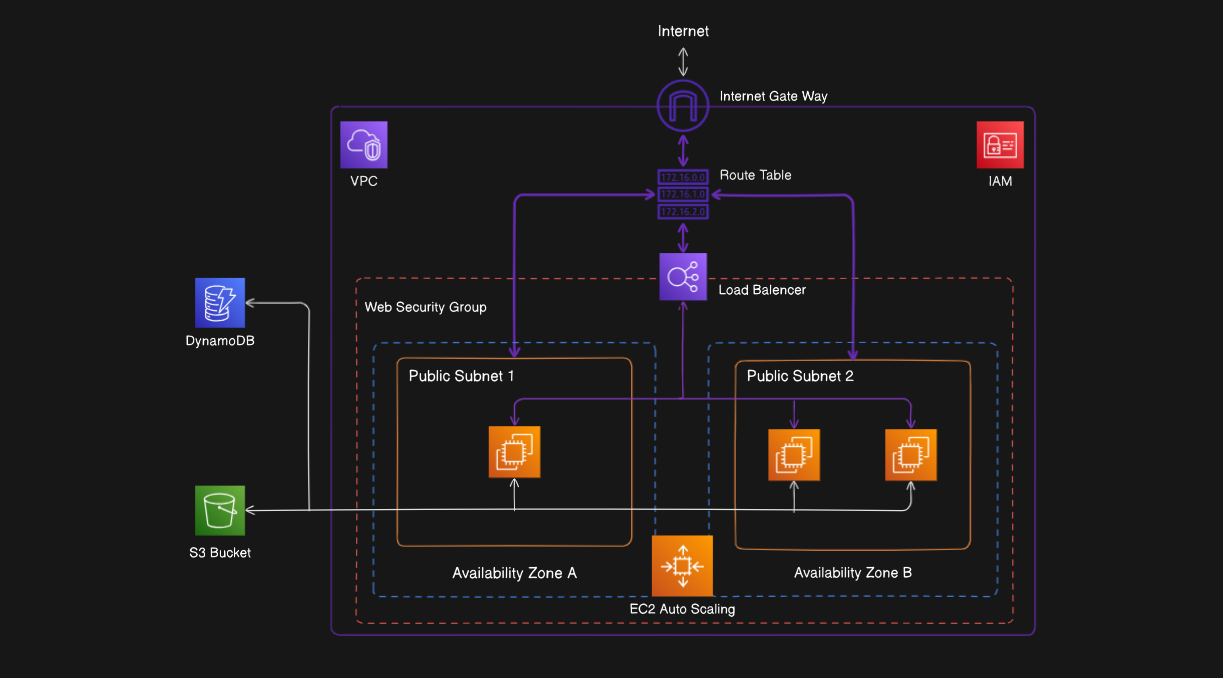 Internet
Internet Gate Way
VPC
IAM
Route Table
172.16.0.0
172.16.1.0
172.16.2.0
Load Balencer
Web Security Group
DynamoDB
Public Subnet 1
Public Subnet 2
S3 Bucket
Availability Zone A
Availability Zone B
EC2 Auto Scaling